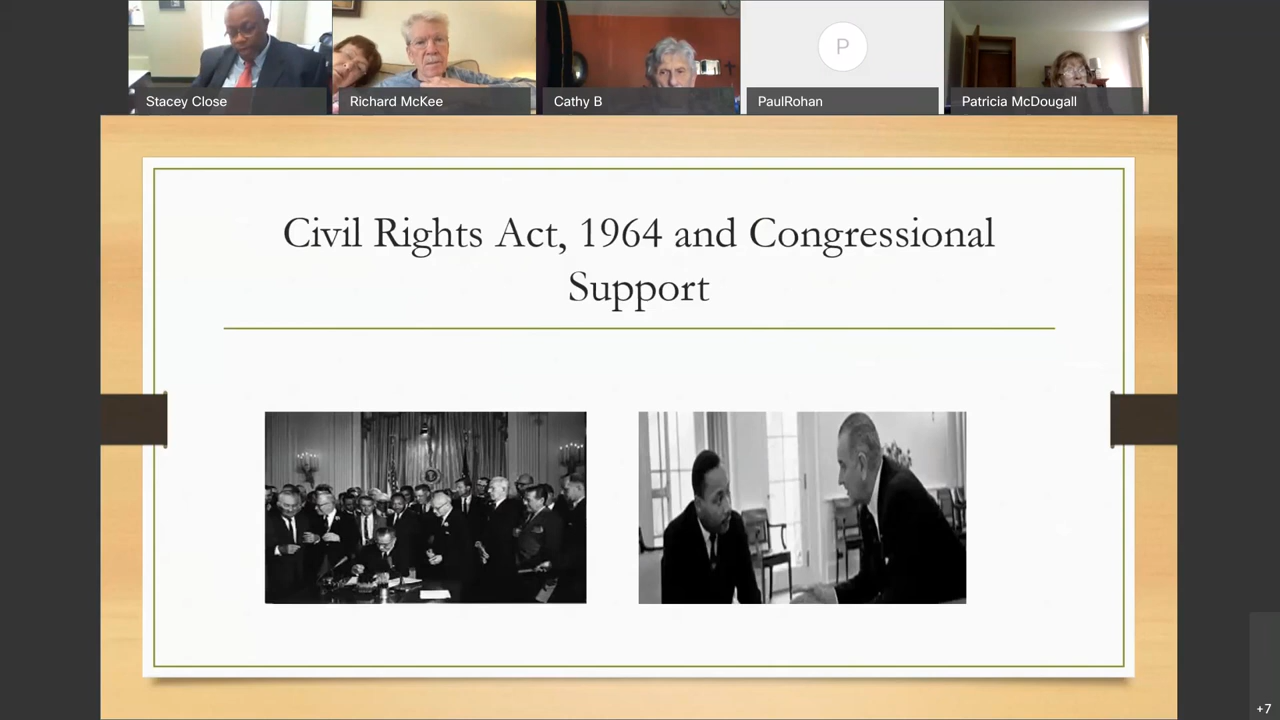 Stacey Close
Richard McKee
Cathy B
P
PaulRohan
Patricia McDougall
Civil Rights Act, 1964 and Congressional
Support
+7